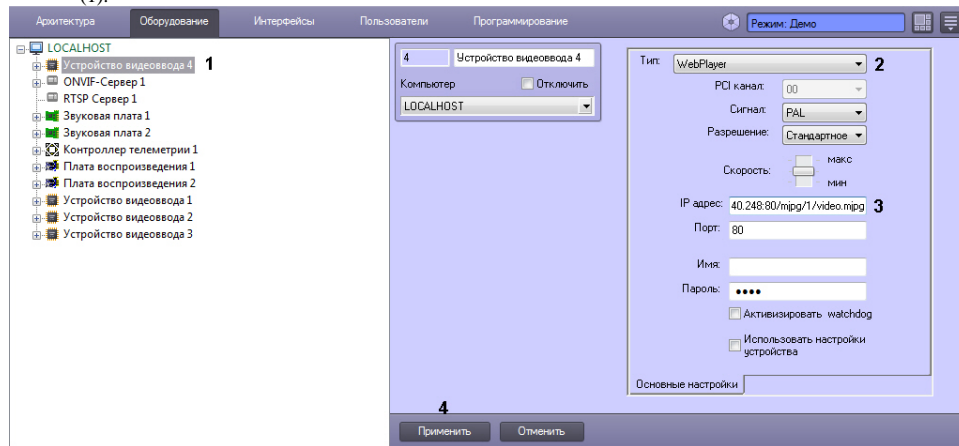 (1).
Архитектура Оборудование Интерфейсы Пользователи Программирование Режим: Демо
LOCALHOST
Устройство видеоввода 4 1
ONVIF-Сервер 1
RTSP Сервер 1
Звуковая плата 1
Звуковая плата 2
Контроллер телеметрии 1
Плата воспроизведения 1
Плата воспроизведения 2
Устройство видеоввода 1
Устройство видеоввода 2
Устройство видеоввода 3
4 Устройство видеоввода 4
Компьютер Отключить
LOCALHOST
Тип: WebPlayer 2
PCI канал: 00
Сигнал: PAL
Разрешение: Стандартное
макс
Скорость:
мин
IP адрес: 40.248:80/mjpg/1/video.mjpg 3
Порт: 80
Имя:
Пароль: ••••
Активизировать watchdog
Использовать настройки
устройства
Основные настройки
4
Применить Отменить